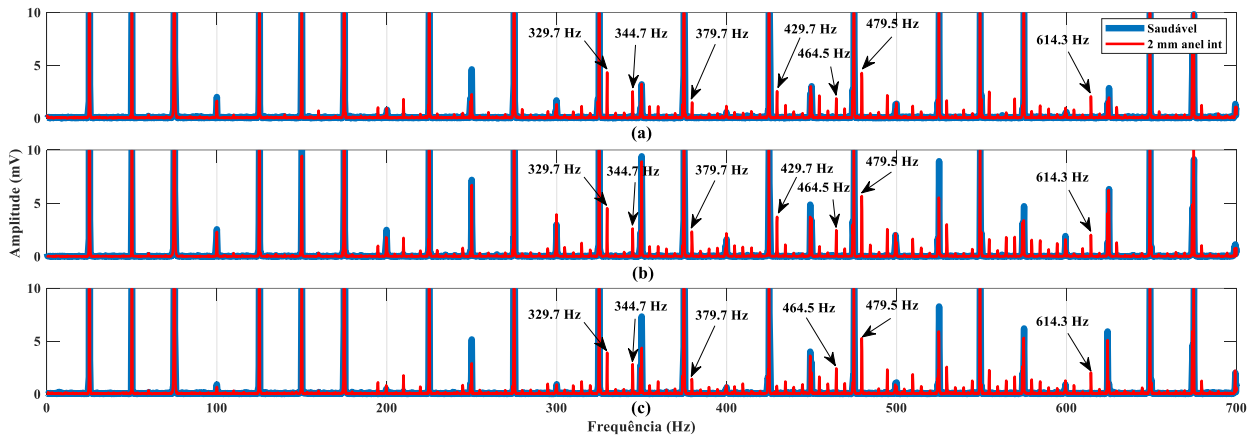 10
5
0
329.7 Hz
344.7 Hz
379.7 Hz
429.7 Hz
464.5 Hz
479.5 Hz
614.3 Hz
Saudável
2 mm anel int
(a)
Amplitude (mV)
10
5
0
329.7 Hz
344.7 Hz
379.7 Hz
429.7 Hz
464.5Hz
479.5 Hz
614.3 Hz
(b)
10
5
0
329.7 Hz
344.7 Hz
379.7 Hz
464.5 Hz
479.5 Hz
614.3 Hz
0 100 200 300 400 500 600 700
(c)
Frequência (Hz)